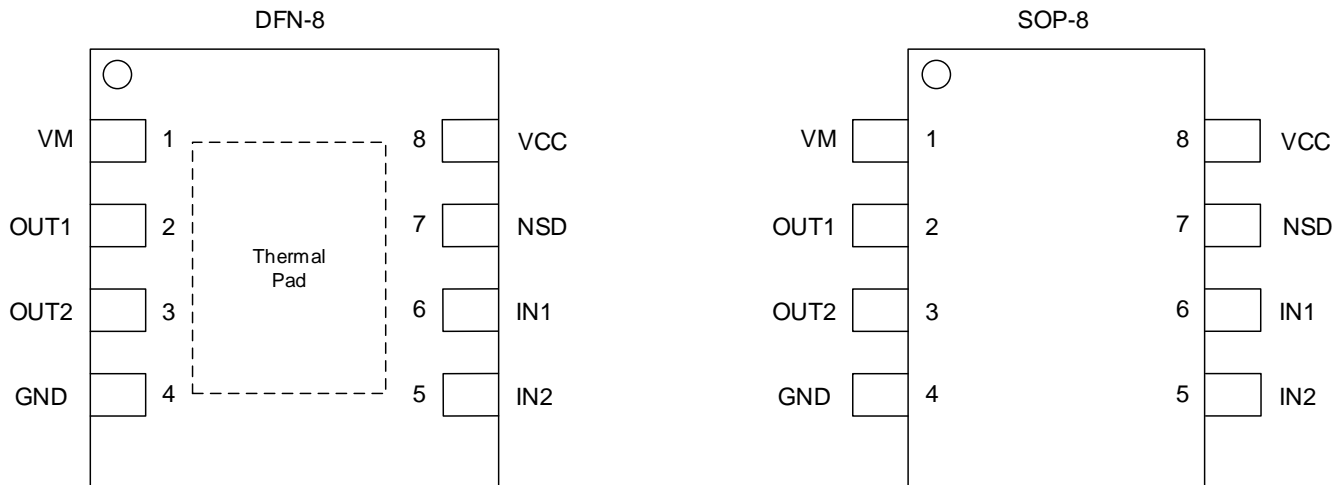 DFN-8
VM 1 8 VCC
OUT1 2 7 NSD
Thermal
Pad
OUT2 3 6 IN1
GND 4 5 IN2
SOP-8
VM 1 8 VCC
OUT1 2 7 NSD
OUT2 3 6 IN1
GND 4 5 IN2